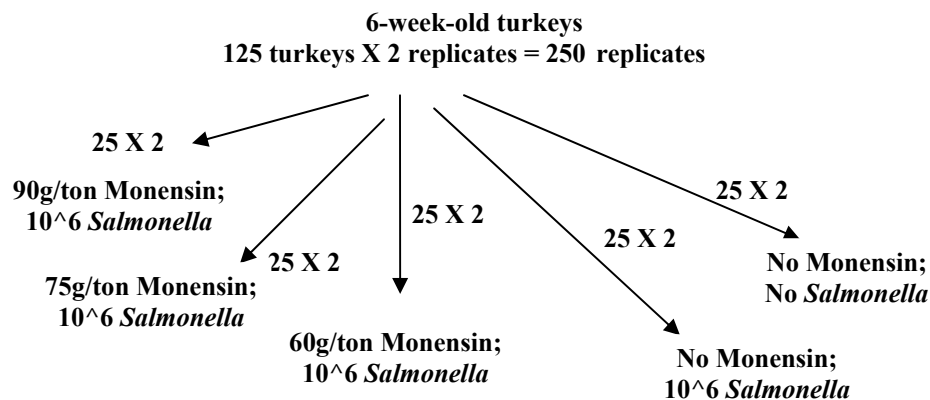 6-week-old turkeys
125 turkeys X 2 replicates = 250 replicates
25 X 2
90g/ton Monensin;
10^6 Salmonella
25 X 2
75g/ton Monensin;
10^6 Salmonella
25 X 2
60g/ton Monensin;
10^6 Salmonella
25 X 2
No Monensin;
10^6 Salmonella
25 X 2
No Monensin;
No Salmonella